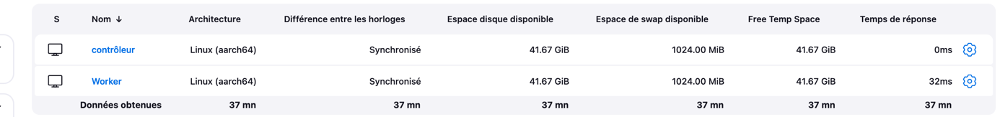 S Nom ↓ Architecture Différence entre les horloges Espace disque disponible Espace de swap disponible Free Temp Space Temps de réponse
contrôleur Linux (aarch64) Synchronisé 41.67 GiB 1024.00 MiB 41.67 GiB 0ms
Worker Linux (aarch64) Synchronisé 41.67 GiB 1024.00 MiB 41.67 GiB 32ms
Données obtenues 37 mn 37 mn 37 mn 37 mn 37 mn 37 mn